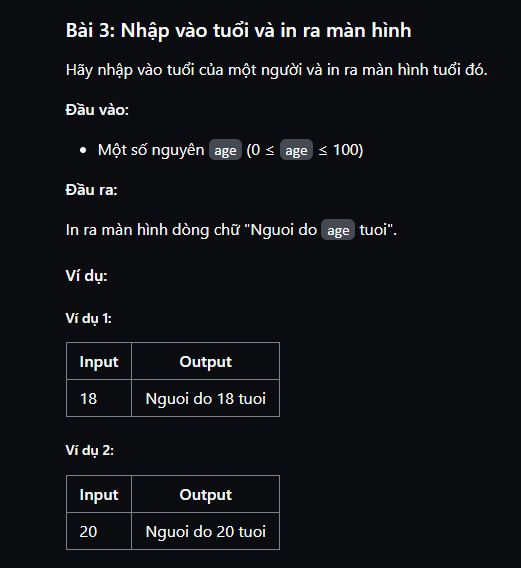 Bài 3: Nhập vào tuổi và in ra màn hình
Hãy nhập vào tuổi của một người và in ra màn hình tuổi đó.
Đầu vào:
• Một số nguyên age (0 ≤ age ≤ 100)
Đầu ra:
In ra màn hình dòng chữ "Nguoi do age tuoi".
Ví dụ:
Ví dụ 1:
Input Output
18 Nguoi do 18 tuoi
Ví dụ 2:
Input Output
20 Nguoi do 20 tuoi